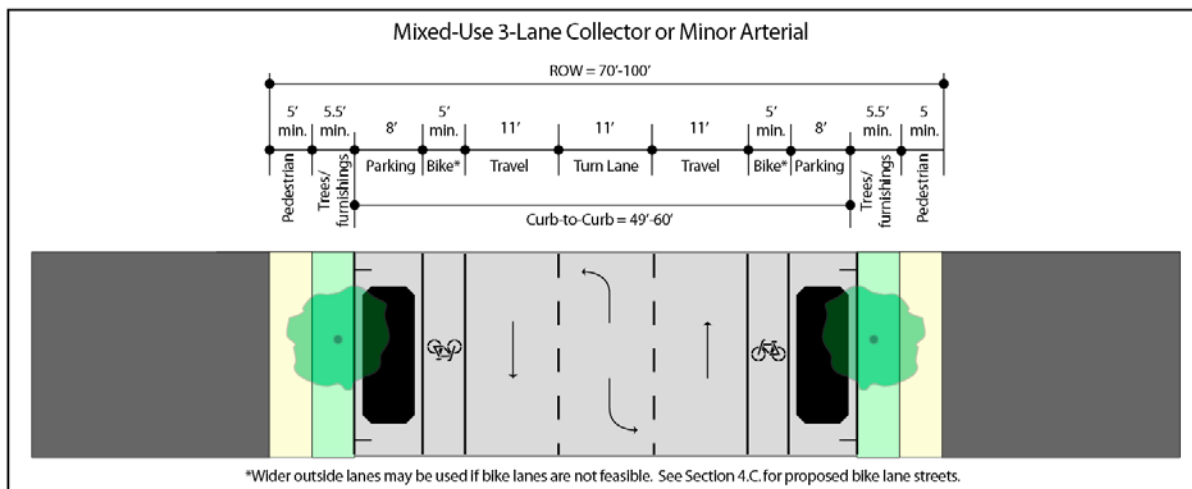 Mixed-Use 3-Lane Collector or Minor Arterial
ROW = 70’-100’
5’ min. 5.5’ min. 8’ 5’ min. 11’ 11’ 11’ 5’ min. 8’ 5.5’ min. 5 min.
Pedestrian Trees/ furnishings Parking Bike* Travel Turn Lane Travel Bike* Parking Trees/ furnishings Pedestrian
Curb-to-Curb = 49’-60’
*Wider outside lanes may be used if bike lanes are not feasible. See Section 4.C. for proposed bike lane streets.